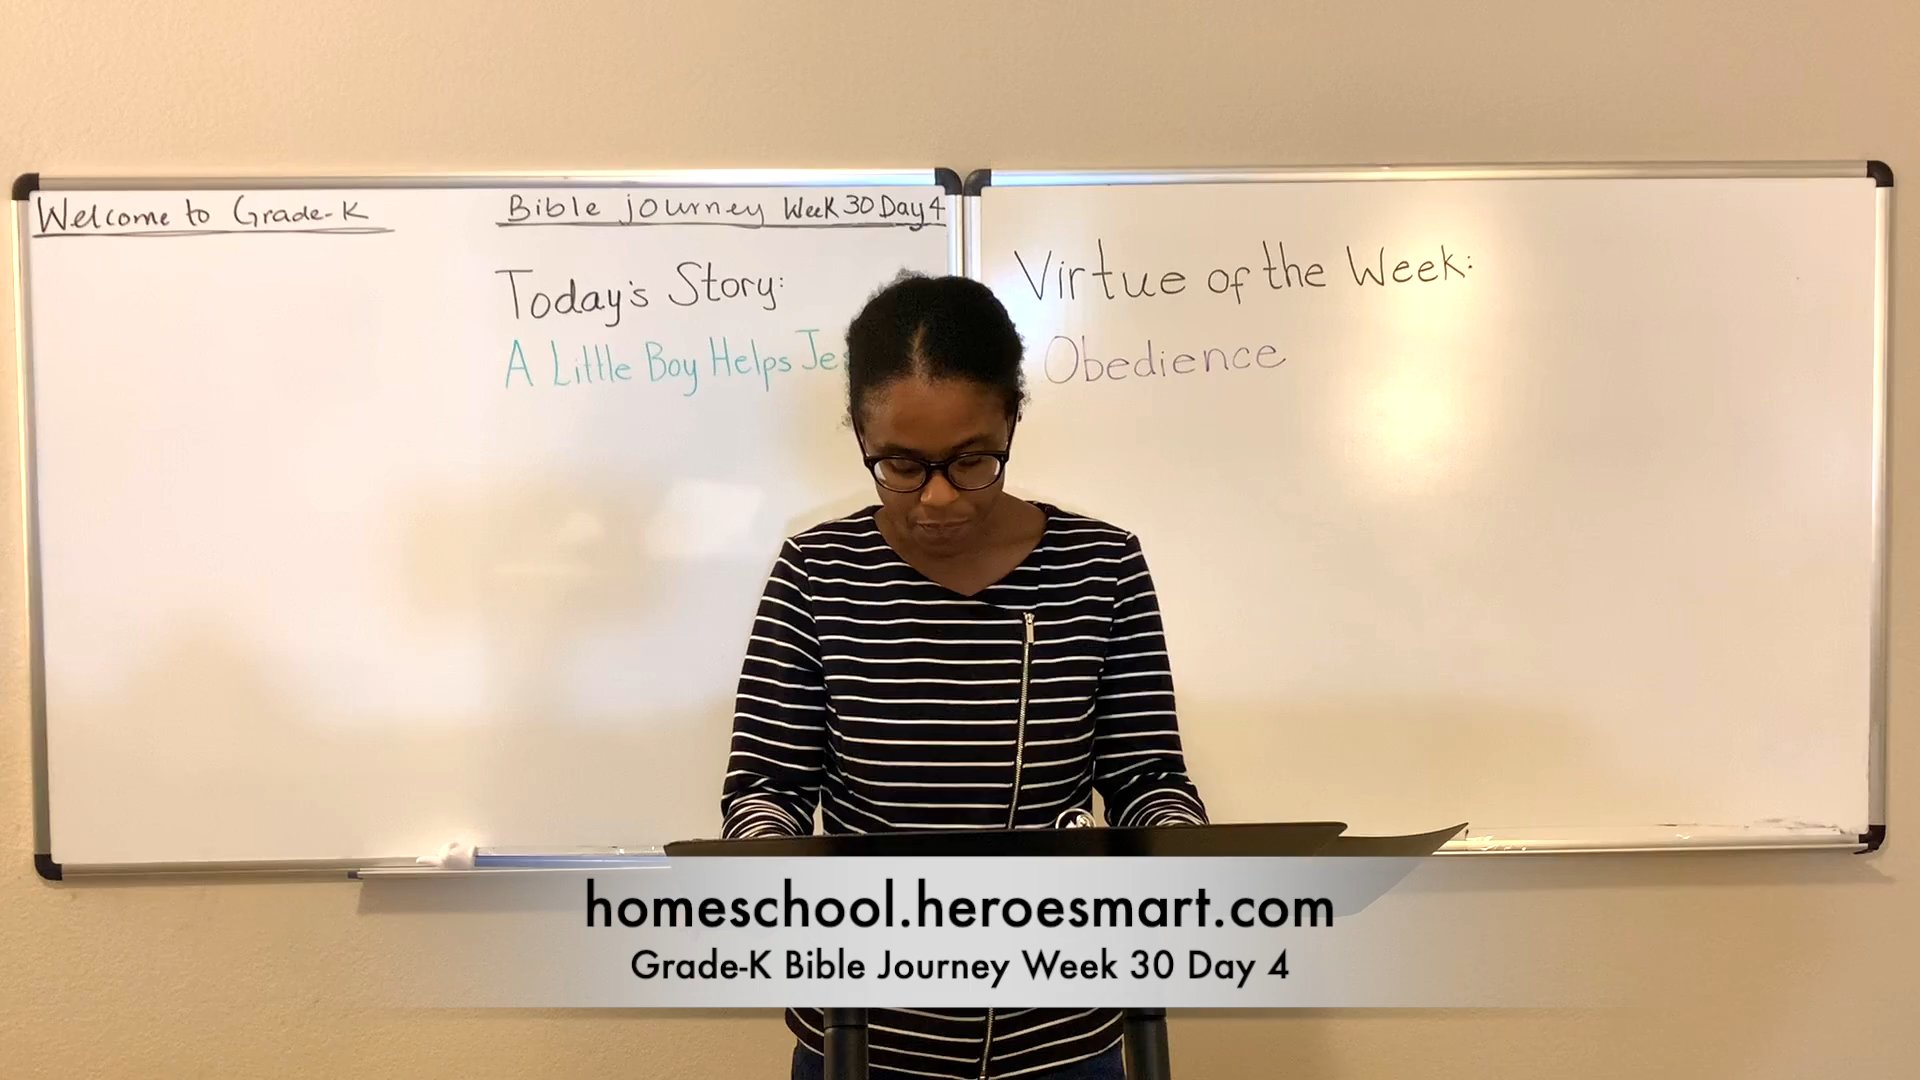 Welcome to Grade-K
Bible journey Week 30 Day 4
Today's Story:
A Little Boy Helps Je
Virtue of the Week:
Obedience
homeschool.heroesmart.com
Grade-K Bible Journey Week 30 Day 4